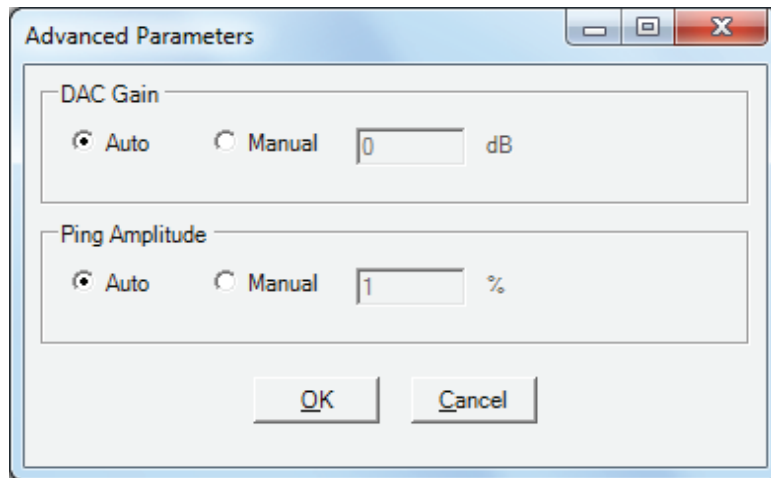 Advanced Parameters
DAC Gain
Auto Manual 0 dB
Ping Amplitude
Auto Manual 1 %
OK Cancel